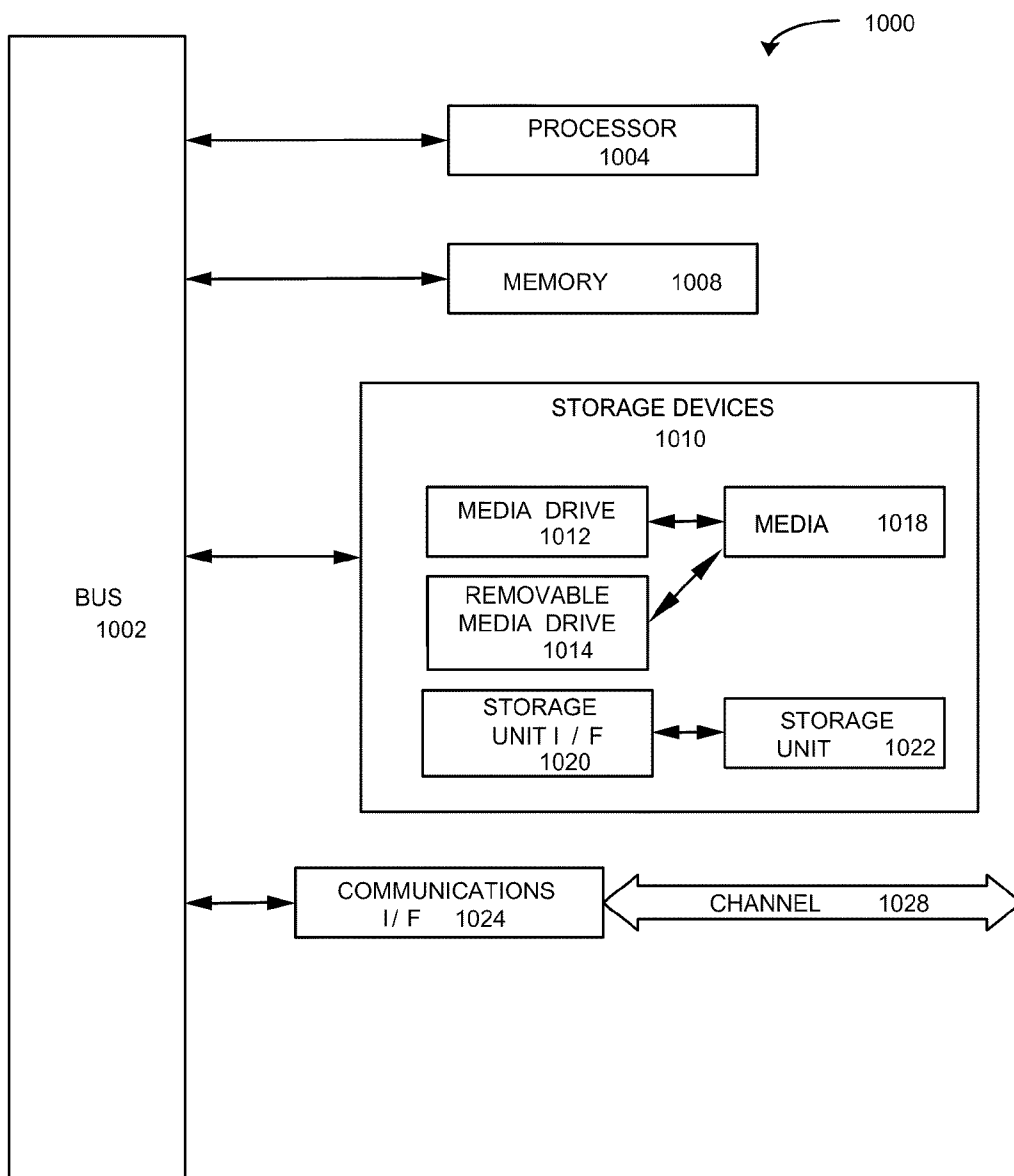 1000
PROCESSOR
1004
MEMORY 1008
STORAGE DEVICES
1010
MEDIA DRIVE
1012
MEDIA 1018
REMOVABLE
MEDIA DRIVE
1014
STORAGE
UNIT I / F
1020
STORAGE
UNIT 1022
BUS
1002
COMMUNICATIONS
I / F 1024
CHANNEL 1028